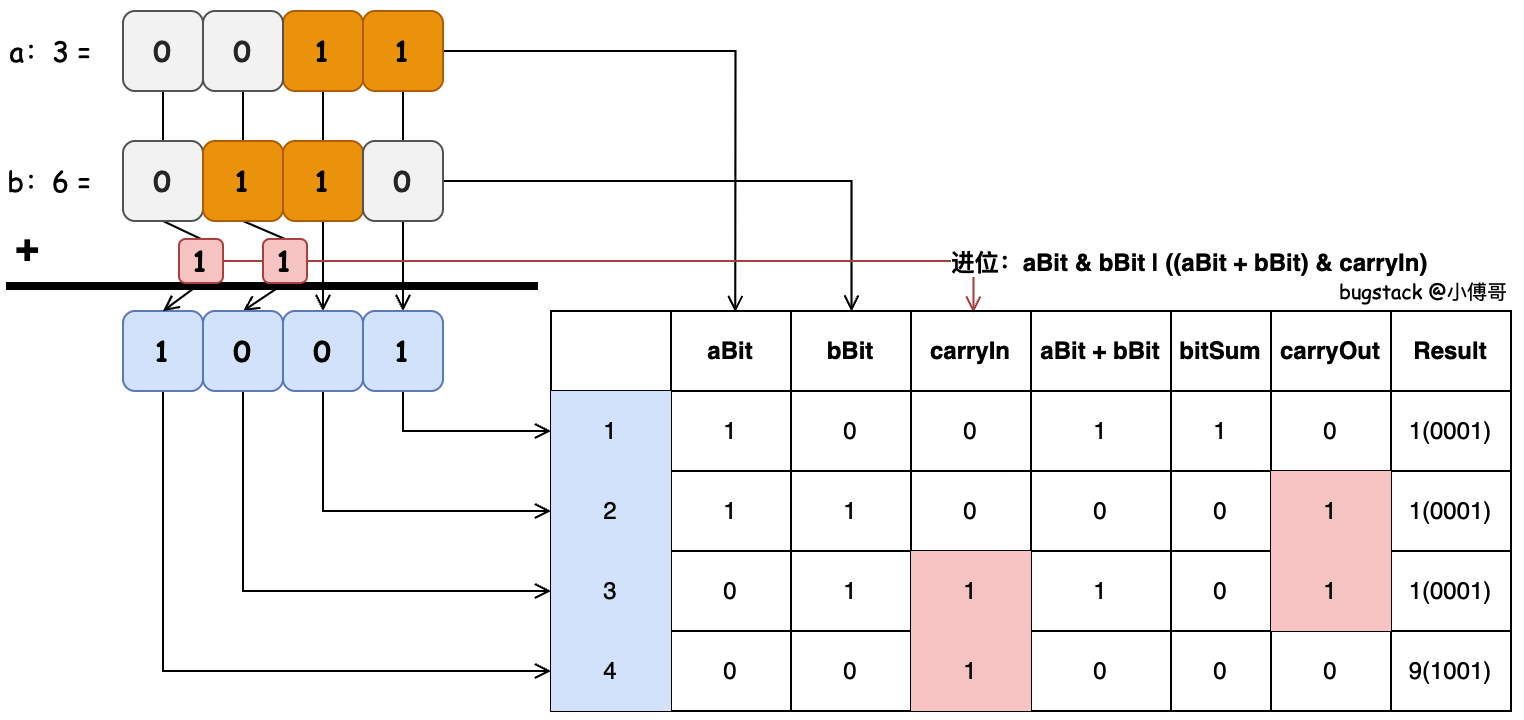 a: 3 = 0 0 1 1
b: 6 = 0 1 1 0
+ 1 1 进位：aBit & bBit | ((aBit + bBit) & carryIn)
bugstack @小傅哥
1 0 0 1
aBit bBit carryIn aBit + bBit bitSum carryOut Result
1 1 0 0 1 1 0 1(0001)
2 1 1 0 0 0 1 1(0001)
3 0 1 1 1 0 1 1(0001)
4 0 0 1 0 0 0 9(1001)